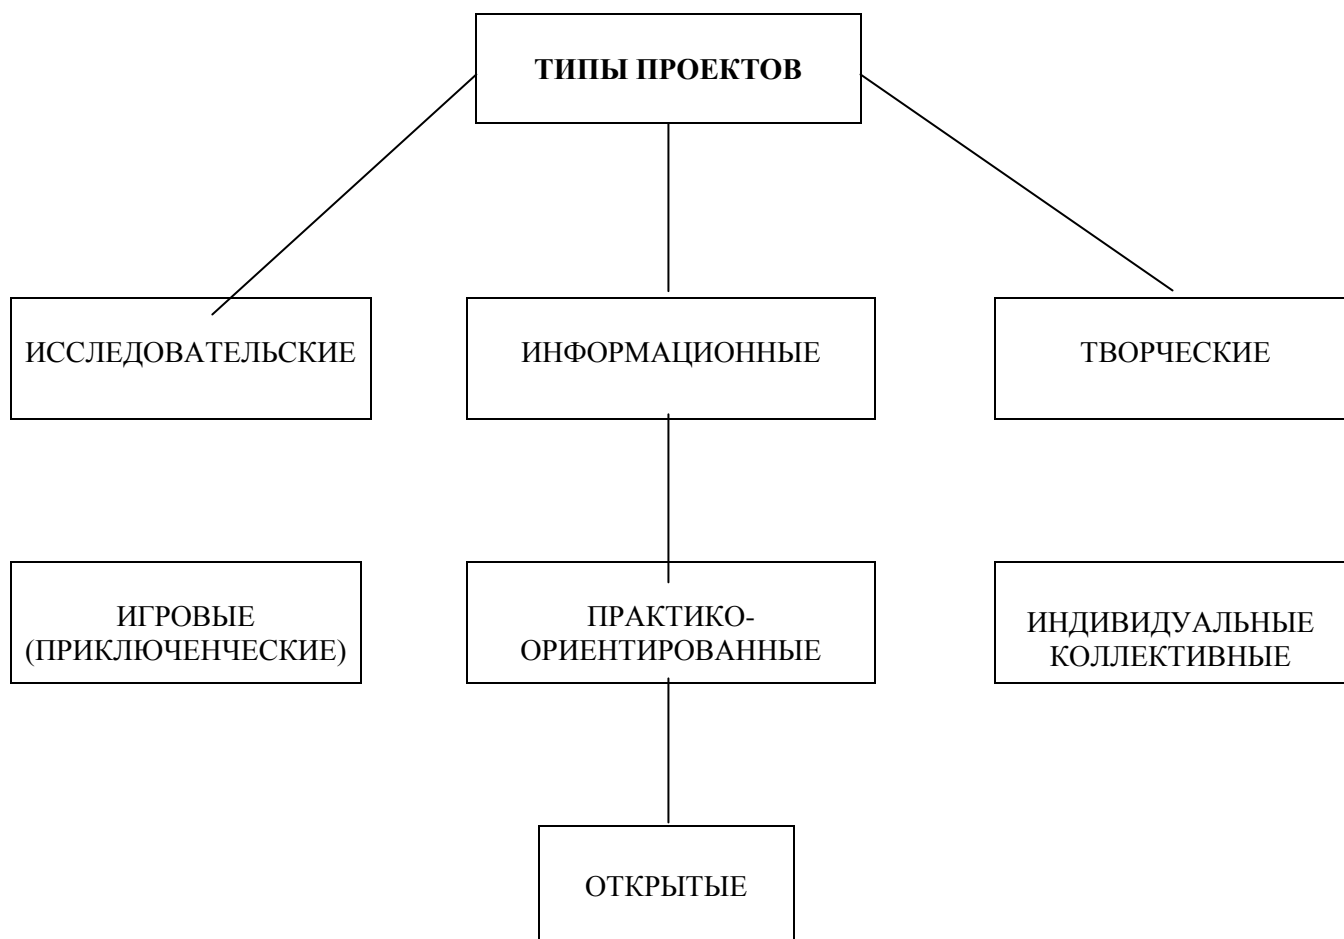 ТИПЫ ПРОЕКТОВ
ИССЛЕДОВАТЕЛЬСКИЕ
ИНФОРМАЦИОННЫЕ
ТВОРЧЕСКИЕ
ИГРОВЫЕ
(ПРИКЛЮЧЕНЧЕСКИЕ)
ПРАКТИКО-
ОРИЕНТИРОВАННЫЕ
ИНДИВИДУАЛЬНЫЕ
КОЛЛЕКТИВНЫЕ
ОТКРЫТЫЕ